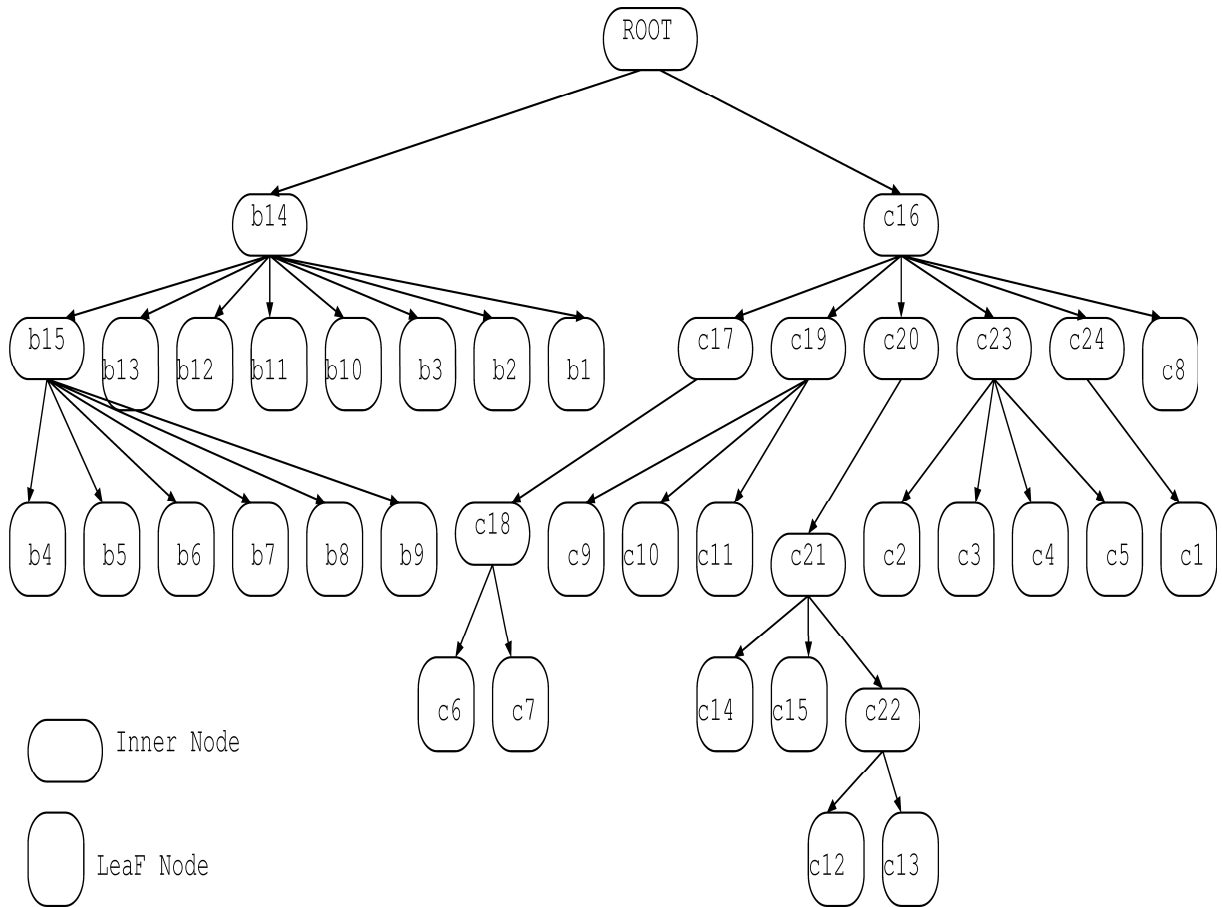 ROOT
b14 c16
b15 b13 b12 b11 b10 b3 b2 b1 c17 c19 c20 c23 c24 c8
b4 b5 b6 b7 b8 b9 c18 c9 c10 c11 c21 c2 c3 c4 c5 c1
c6 c7 c14 c15 c22
Inner Node
c12 c13
LeaF Node